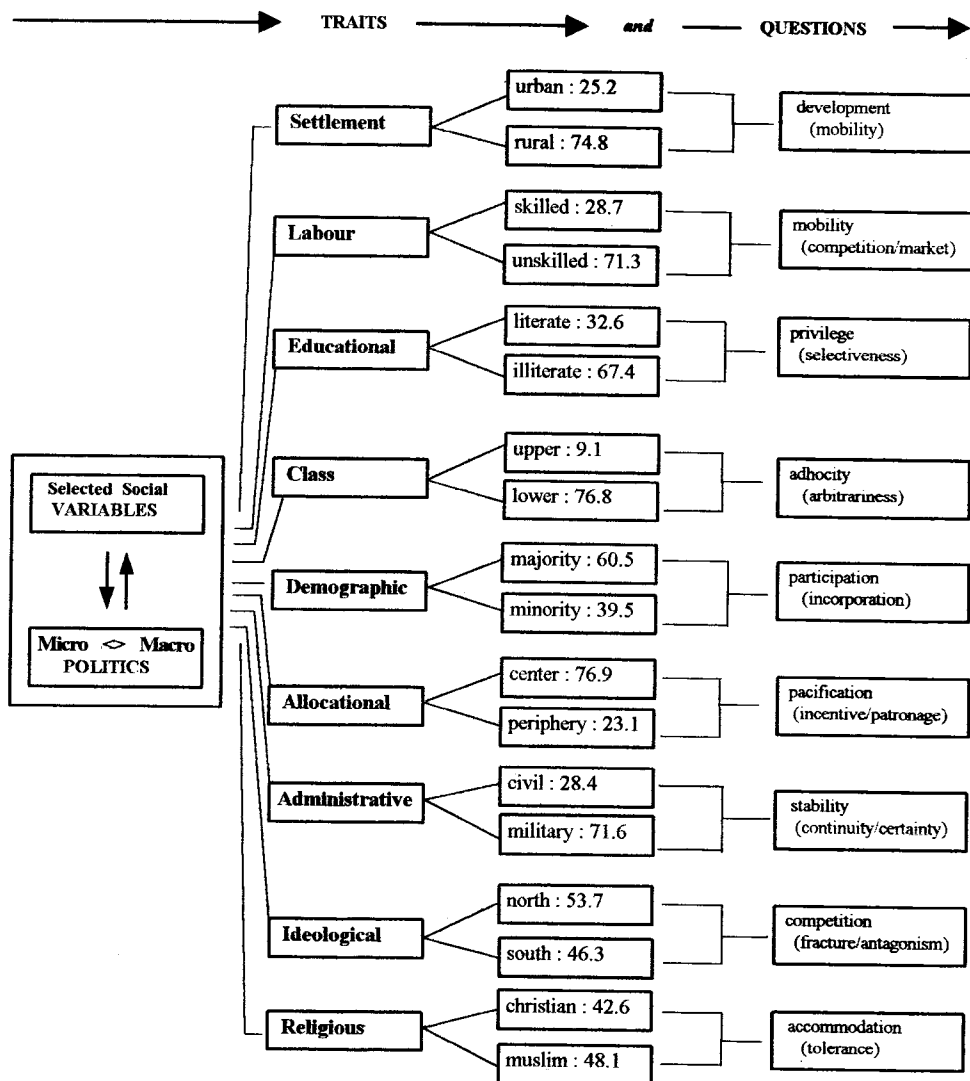 TRAITS and QUESTIONS
Settlement
urban : 25.2
rural : 74.8
development
(mobility)
Labour
skilled : 28.7
unskilled : 71.3
mobility
(competition/market)
Educational
literate : 32.6
illiterate : 67.4
privilege
(selectiveness)
Selected Social
VARIABLES
Micro <> Macro
POLITICS
Class
upper : 9.1
lower : 76.8
adhocity
(arbitrariness)
Demographic
majority : 60.5
minority : 39.5
participation
(incorporation)
Allocational
center : 76.9
periphery : 23.1
pacification
(incentive/patronage)
Administrative
civil : 28.4
military : 71.6
stability
(continuity/certainty)
Ideological
north : 53.7
south : 46.3
competition
(fracture/antagonism)
Religious
christian : 42.6
muslim : 48.1
accommodation
(tolerance)